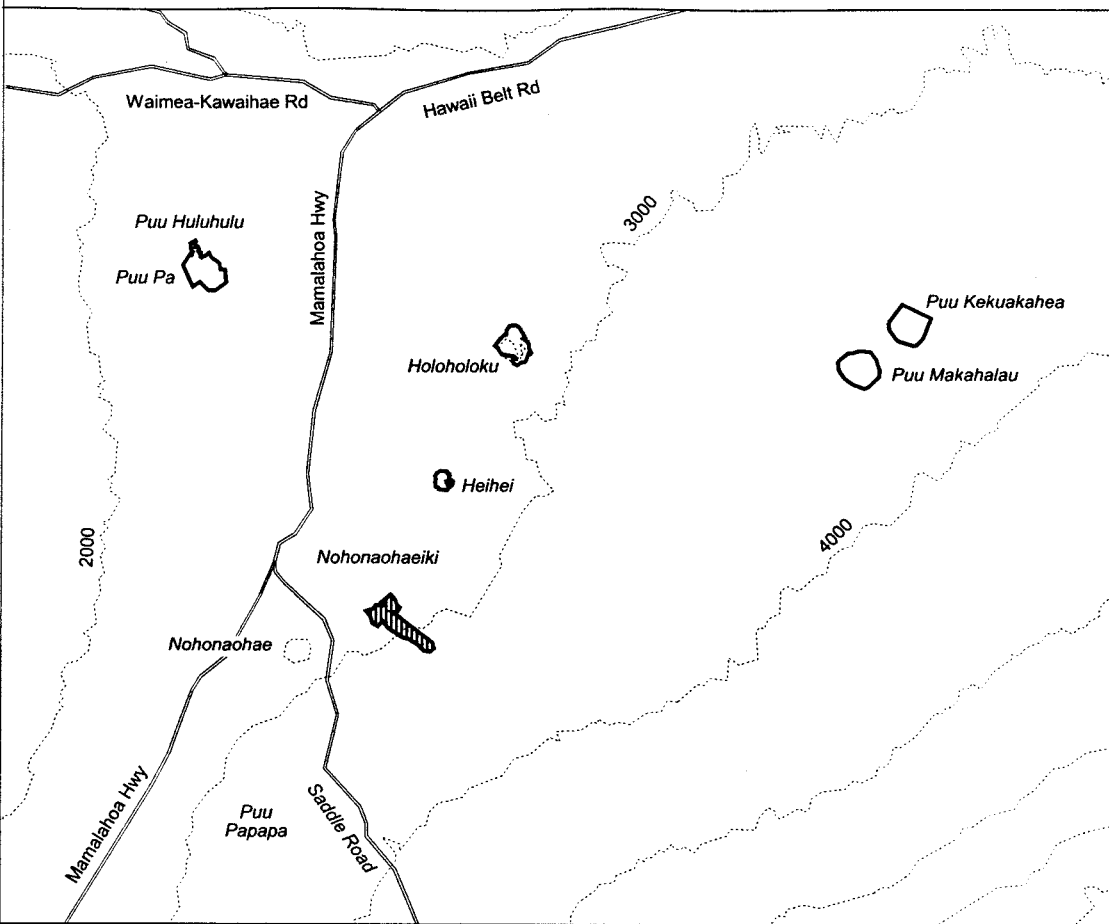 Waimea-Kawaihae Rd
Hawaii Belt Rd
Mamalahoa Hwy
3000
Puu Huluhulu
Puu Pa
Puu Kekuakahea
Holoholoku
Puu Makahalau
Heihei
2000
4000
Nohonaohaeiki
Nohonaohae
Mamalahoa Hwy
Puu
Papapa
Saddle Road